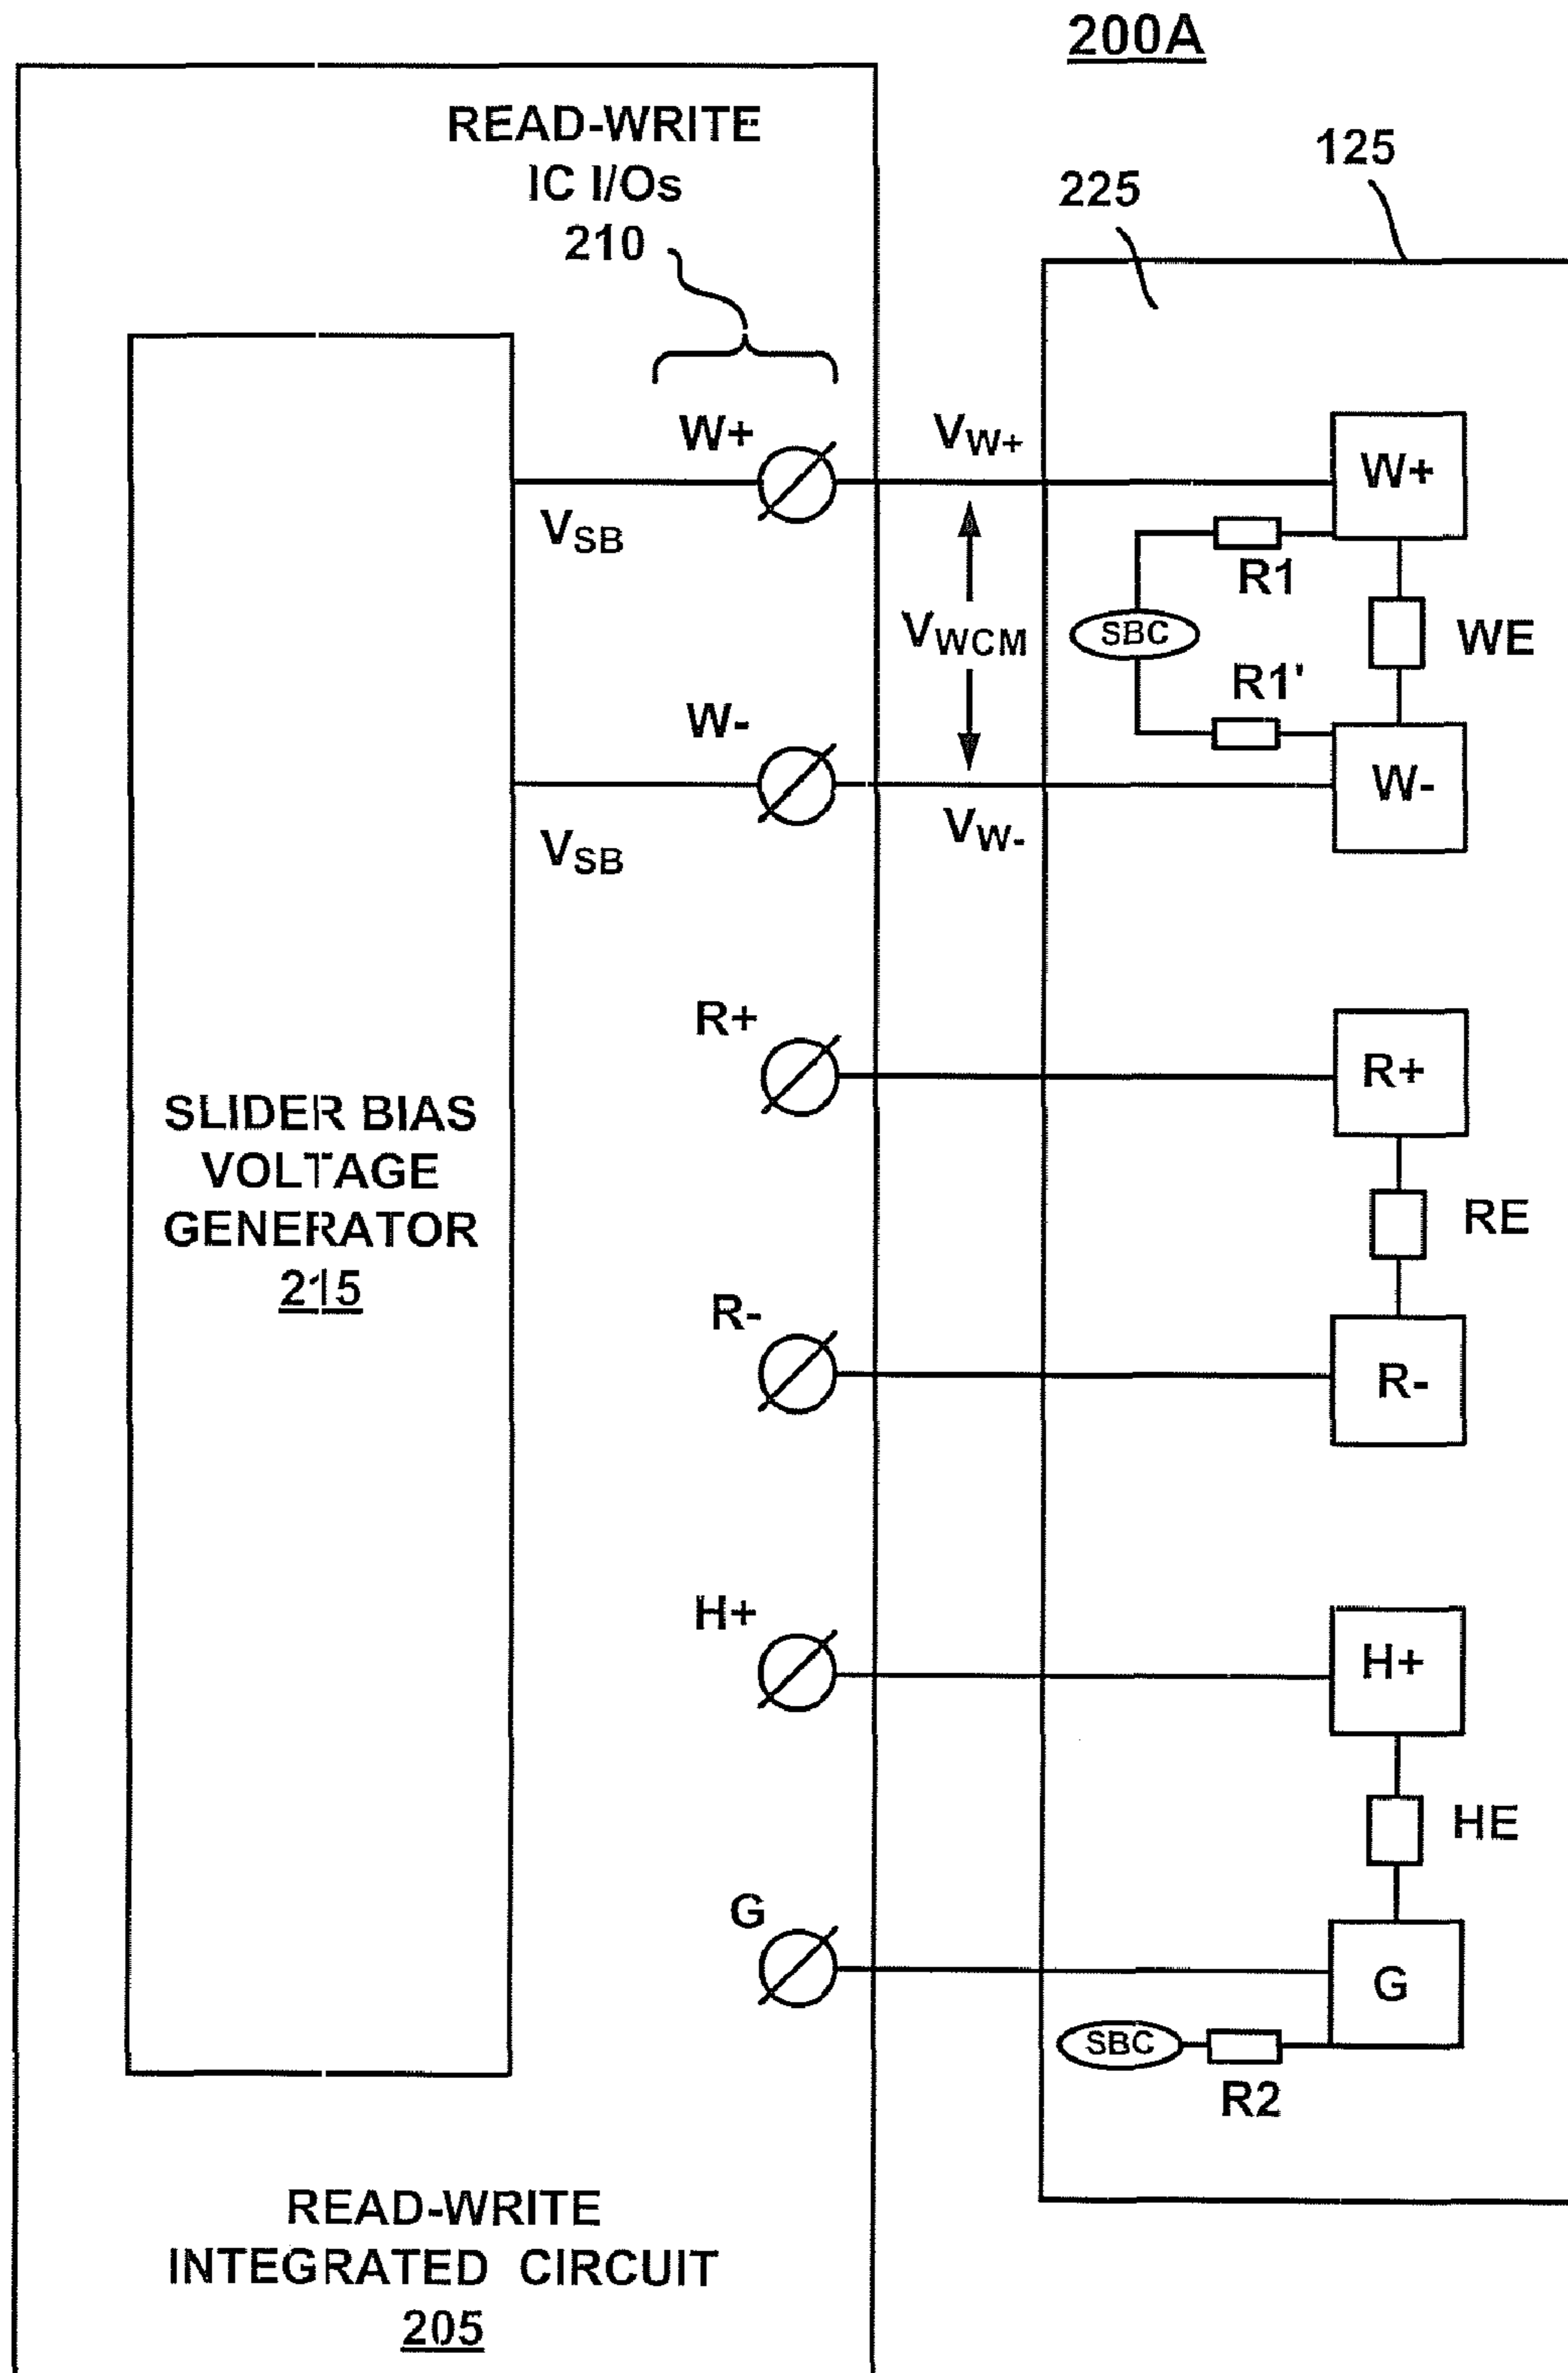 200A
READ-WRITE
IC I/Os
210
125
225
W+
VSB
VW+
W+
R1
SBC
VWCM
WE
R1'
W-
VSB
VW-
W-
R+
R+
SLIDER BIAS
VOLTAGE
GENERATOR
215
RE
R-
R-
H+
H+
HE
G
G
SBC
R2
READ-WRITE
INTEGRATED CIRCUIT
205